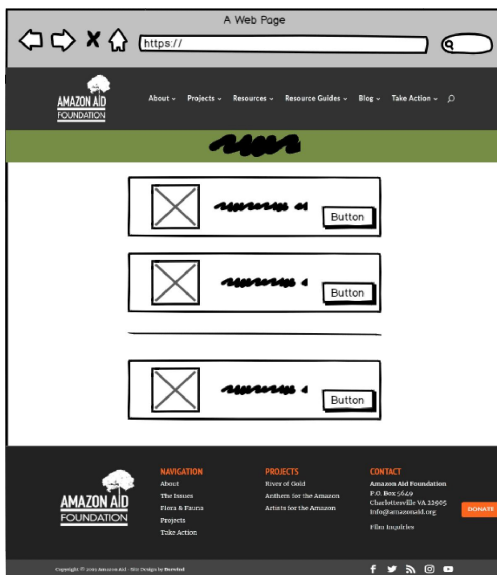 A Web Page
https://
AMAZON AID
FOUNDATION
About Projects Resources Resource Guides Blog Take Action
Button
Button
Button
AMAZON AID
FOUNDATION
NAVIGATION
About
The Issues
Flora & Fauna
Projects
Take Action
PROJECTS
River of Gold
Anthem for the Amazon
Artists for the Amazon
CONTACT
Amazon Aid Foundation
P.O. Box 5649
Charlottesville VA 22905
info@amazonaid.org
Film Inquiries
DONATE